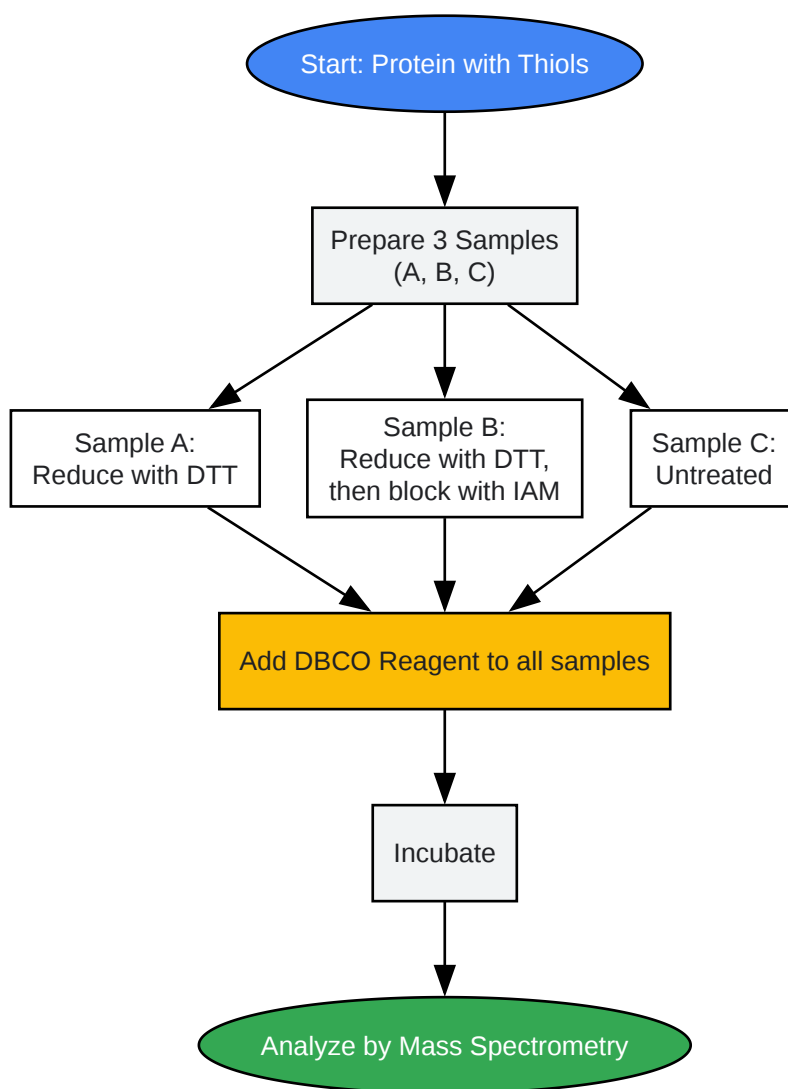 Start: Protein with Thiols
Prepare 3 Samples
(A, B, C)
Sample A:
Reduce with DTT
Sample B:
Reduce with DTT,
then block with IAM
Sample C:
Untreated
Add DBCO Reagent to all samples
Incubate
Analyze by Mass Spectrometry